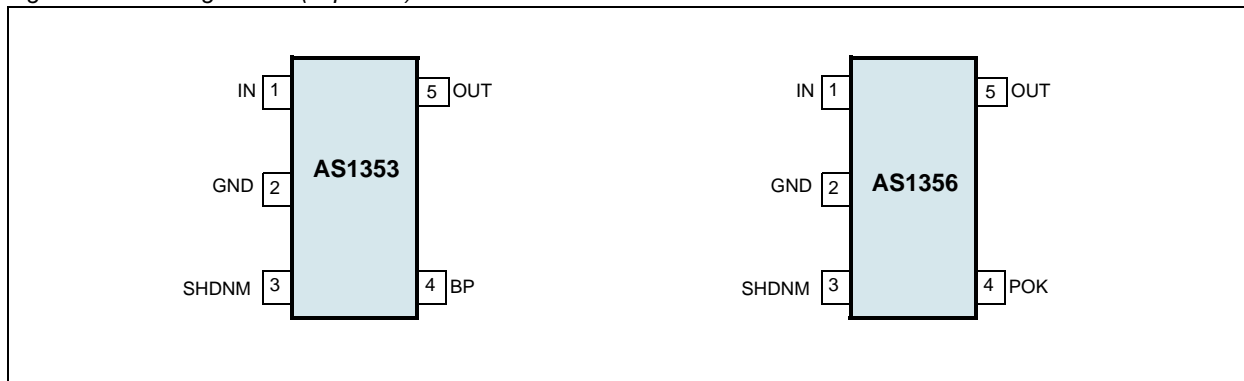 IN 1
5 OUT
AS1353
GND 2
SHDNM 3
4 BP
IN 1
5 OUT
AS1356
GND 2
SHDNM 3
4 POK